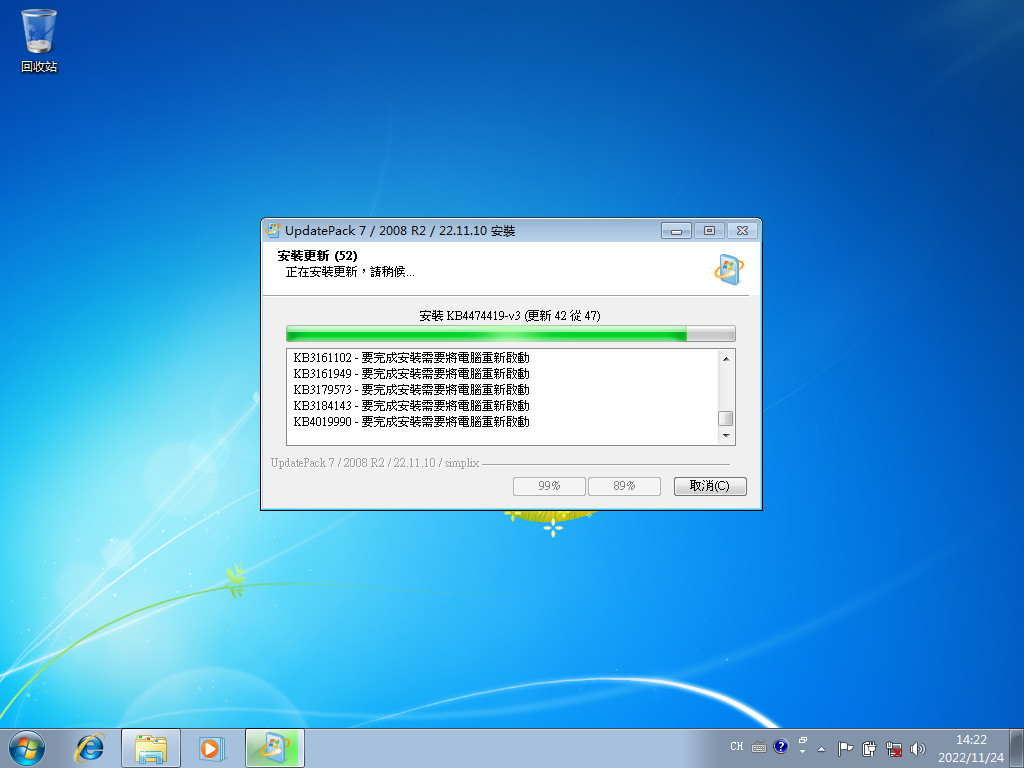 回收站
UpdatePack 7 / 2008 R2 / 22.11.10 安裝
安裝更新 (52)
正在安裝更新，請稍候...
安裝 KB4474419-v3 (更新 42 從 47)
KB3161102 - 要完成安裝需要將電腦重新啟動
KB3161949 - 要完成安裝需要將電腦重新啟動
KB3179573 - 要完成安裝需要將電腦重新啟動
KB3184143 - 要完成安裝需要將電腦重新啟動
KB4019990 - 要完成安裝需要將電腦重新啟動
UpdatePack 7 / 2008 R2 / 22.11.10 / simplix
99%
89%
取消(C)
CH
14:22
2022/11/24